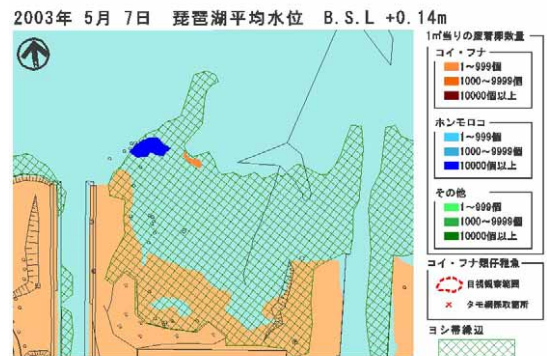 2003年 5月 7日 琵琶湖平均水位 B.S.L +0.14m
1㎡当りの産着卵数量
コイ・フナ
1～999個
1000～9999個
10000個以上
ホンモロコ
1～999個
1000～9999個
10000個以上
その他
1～999個
1000～9999個
10000個以上
コイ・フナ類仔稚魚
目視観察範囲
タモ網採取箇所
ヨシ帯縁辺